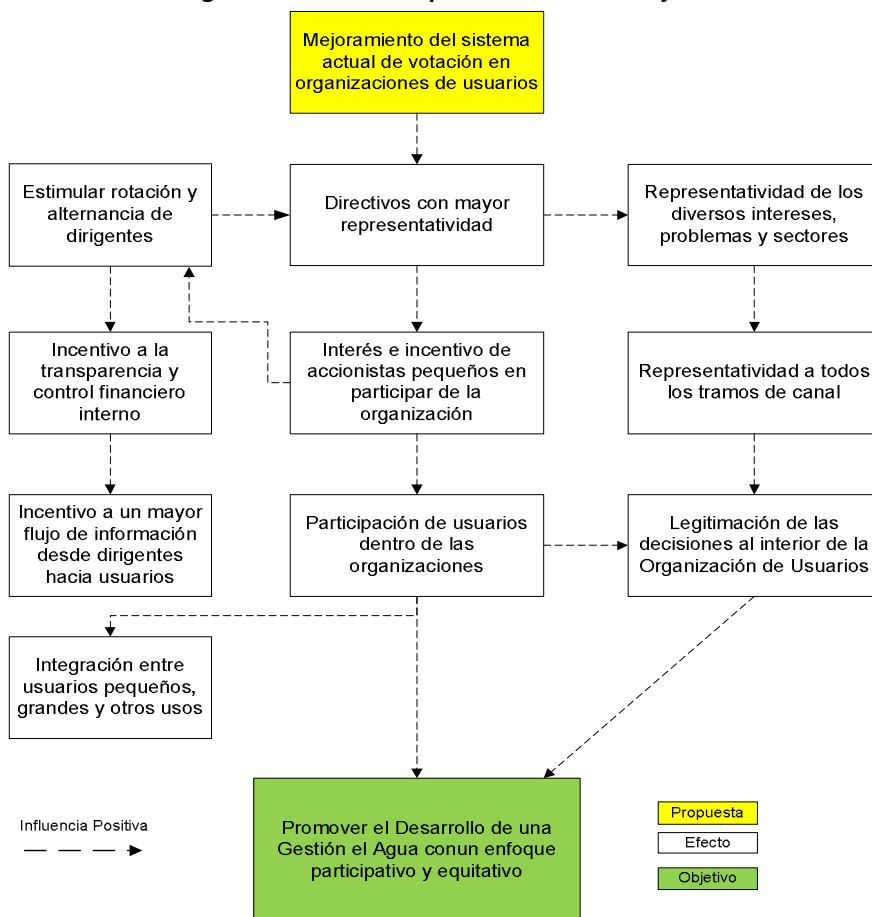 Mejoramiento del sistema
actual de votación en
organizaciones de usuarios
Estimular rotación y
alternancia de
dirigentes
Directivos con mayor
representatividad
Representatividad de los
diversos intereses,
problemas y sectores
Incentivo a la
transparencia y
control financiero
interno
Interés e incentivo de
accionistas pequeños en
participar de la
organización
Representatividad a todos
los tramos de canal
Incentivo a un mayor
flujo de información
desde dirigentes
hacia usuarios
Participación de usuarios
dentro de las
organizaciones
Legitimación de las
decisiones al interior de la
Organización de Usuarios
Integración entre
usuarios pequeños,
grandes y otros usos
Promover el Desarrollo de una
Gestión el Agua conun enfoque
participativo y equitativo
Influencia Positiva
Propuesta
Efecto
Objetivo